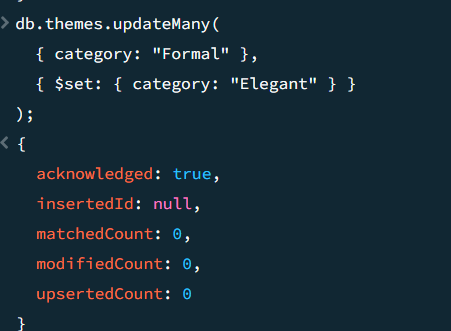 > db.themes.updateMany(
{ category: "Formal" },
{ $set: { category: "Elegant" } }
);
< {
acknowledged: true,
insertedId: null,
matchedCount: 0,
modifiedCount: 0,
upsertedCount: 0
}